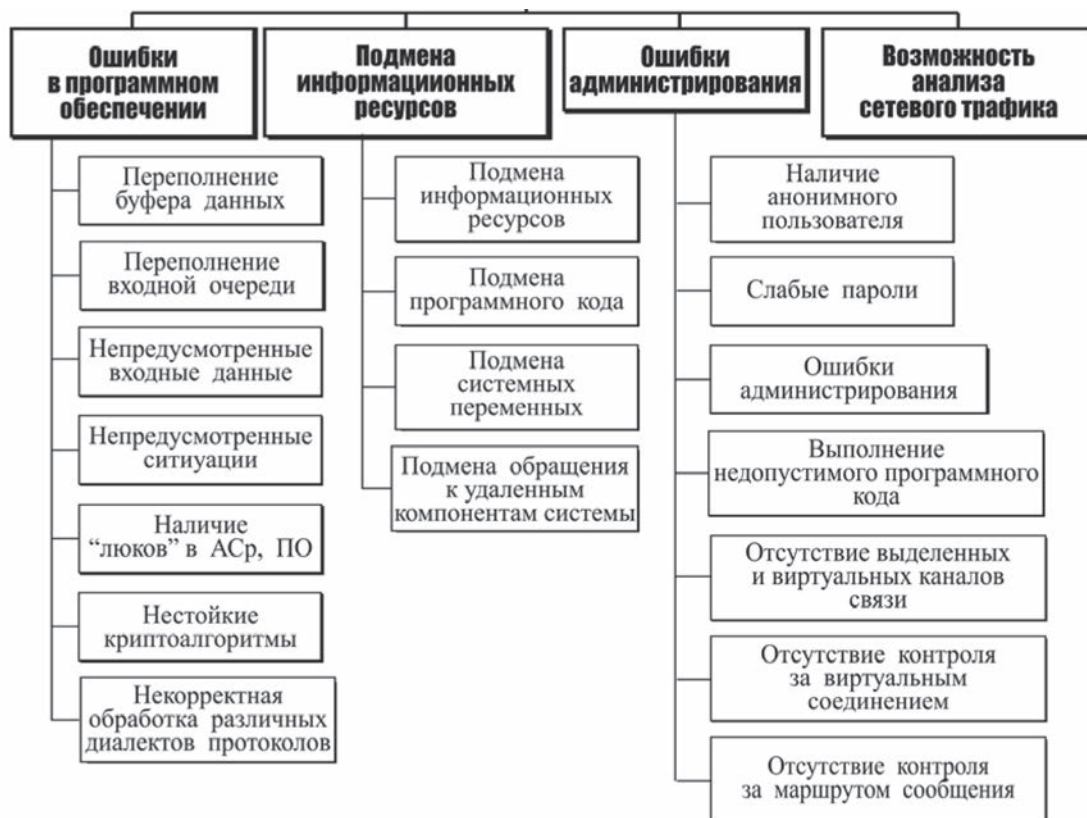 Ошибки
в программном
обеспечении
Подмена
информациионных
ресурсов
Ошибки
администрирования
Возможность
анализа
сетевого трафика
Переполнение
буфера данных
Переполнение
входной очереди
Непредусмотренные
входные данные
Непредусмотренные
ситиуации
Наличие
“люков” в АСр, ПО
Нестойкие
криптоалгоритмы
Некорректная
обработка различных
диалектов протоколов
Подмена
информационных
ресурсов
Подмена
программного кода
Подмена
системных
переменных
Подмена обращения
к удаленным
компонентам системы
Наличие
анонимного
пользователя
Слабые пароли
Ошибки
администрирования
Выполнение
недопустимого программного
кода
Отсутствие выделенных
и виртуальных каналов
связи
Отсутствие контроля
за виртуальным
соединением
Отсутствие контроля
за маршрутом сообщения